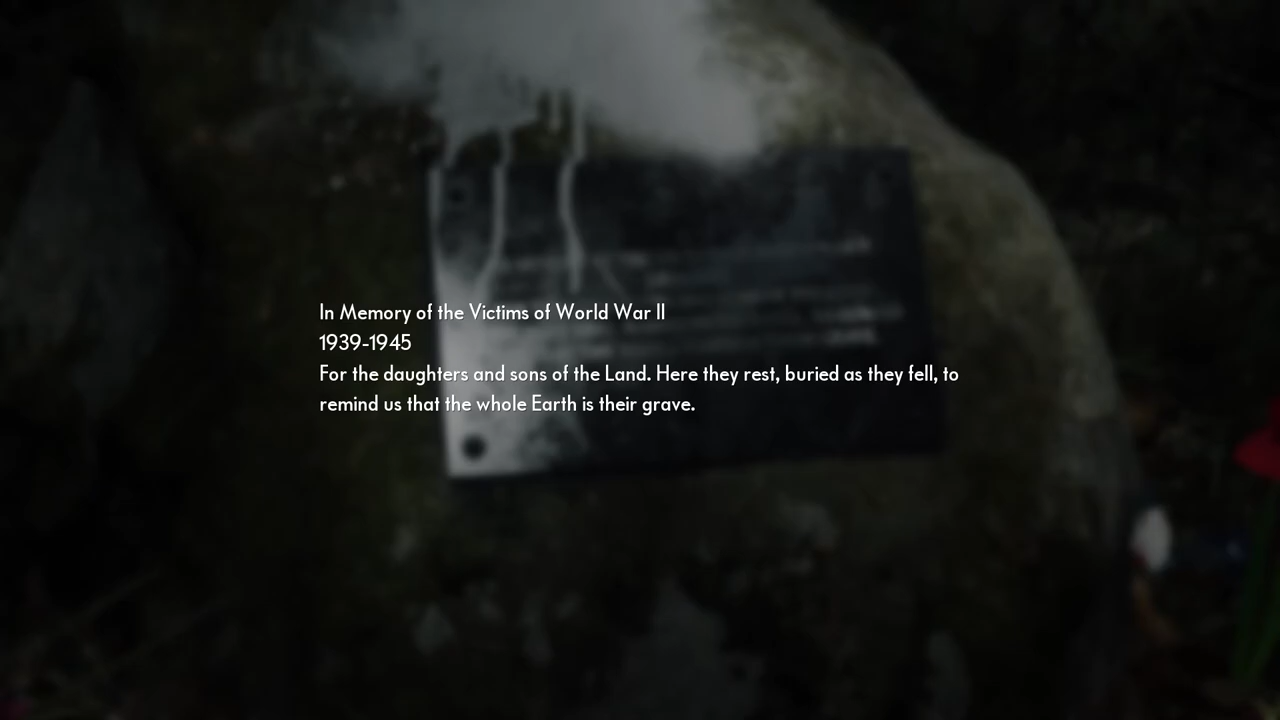 In Memory of the Victims of World War II
1939-1945
For the daughters and sons of the Land. Here they rest, buried as they fell, to
remind us that the whole Earth is their grave.